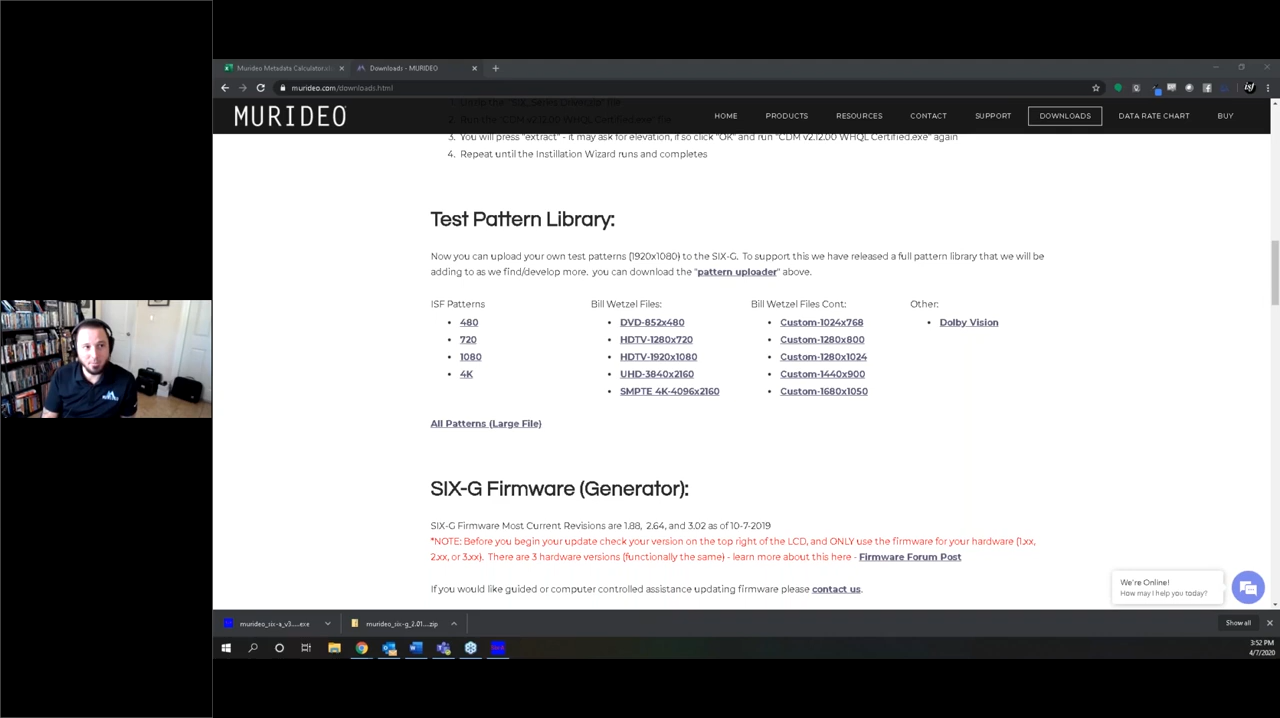 Murideo Metadata Calculator.xl
Downloads - MURIDEO
murideo.com/downloads.html
MURIDEO
HOME
PRODUCTS
RESOURCES
CONTACT
SUPPORT
DOWNLOADS
DATA RATE CHART
BUY
3. You will press "extract" - it may ask for elevation, if so click "OK" and run "CDM v2.12.00 WHQL Certified.exe" again
4. Repeat until the Instillation Wizard runs and completes
Test Pattern Library:
Now you can upload your own test patterns (1920x1080) to the SIX-G. To support this we have released a full pattern library that we will be
adding to as we find/develop more. you can download the "pattern uploader" above.
ISF Patterns
480
720
1080
4K
Bill Wetzel Files:
DVD-852x480
HDTV-1280x720
HDTV-1920x1080
UHD-3840x2160
SMPTE 4K-4096x2160
Bill Wetzel Files Cont:
Custom-1024x768
Custom-1280x800
Custom-1280x1024
Custom-1440x900
Custom-1680x1050
Other:
Dolby Vision
All Patterns (Large File)
SIX-G Firmware (Generator):
SIX-G Firmware Most Current Revisions are 1.88, 2.64, and 3.02 as of 10-7-2019
*NOTE: Before you begin your update check your version on the top right of the LCD, and ONLY use the firmware for your hardware (1.xx,
2.xx, or 3.xx). There are 3 hardware versions (functionally the same) - learn more about this here - Firmware Forum Post
If you would like guided or computer controlled assistance updating firmware please contact us.
We're Online!
How may I help you today?
murideo_six-a_v3....exe
murideo_six-g_2.01....zip
Show all
3:52 PM
4/7/2020